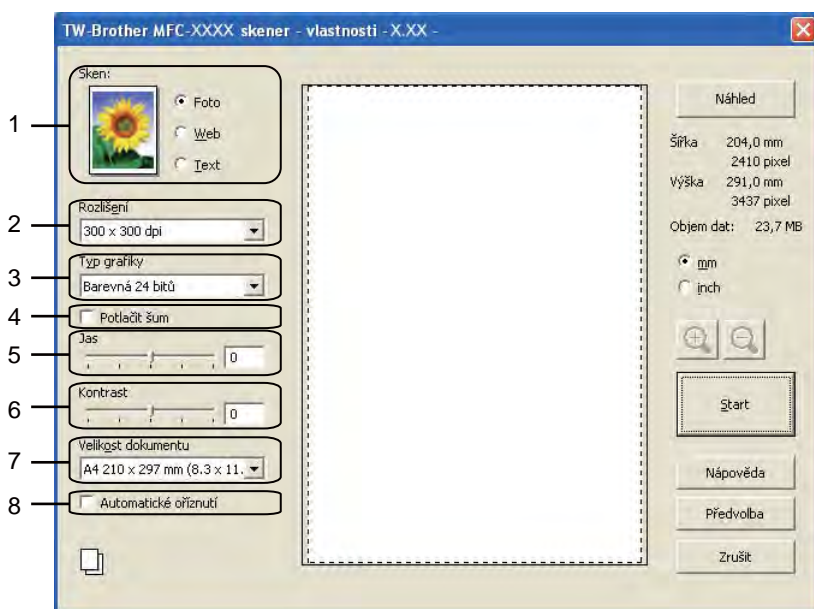 TW-Brother MFC-XXXX skener - vlastnosti - X.XX -
1
Sken:
Foto
Web
Text
2
Rozlišení
300 x 300 dpi
3
Typ grafiky
Barevná 24 bitů
4
Potlačit šum
5
Jas
0
6
Kontrast
0
7
Velikost dokumentu
A4 210 x 297 mm (8.3 x 11.
8
Automatické oříznutí
Náhled
Šířka 204,0 mm
2410 pixel
Výška 291,0 mm
3437 pixel
Objem dat: 23,7 MB
mm
inch
Start
Nápověda
Předvolba
Zrušit